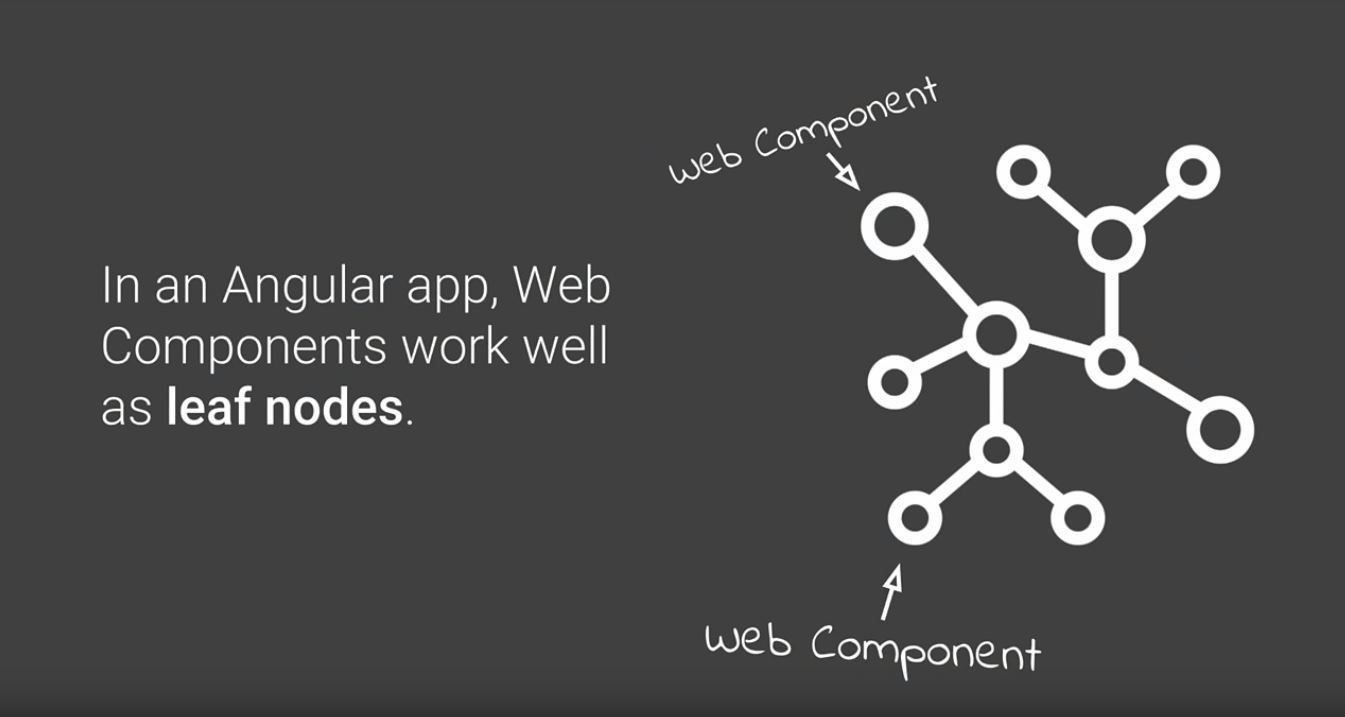 In an Angular app, Web
Components work well
as leaf nodes.
Web Component
Web Component